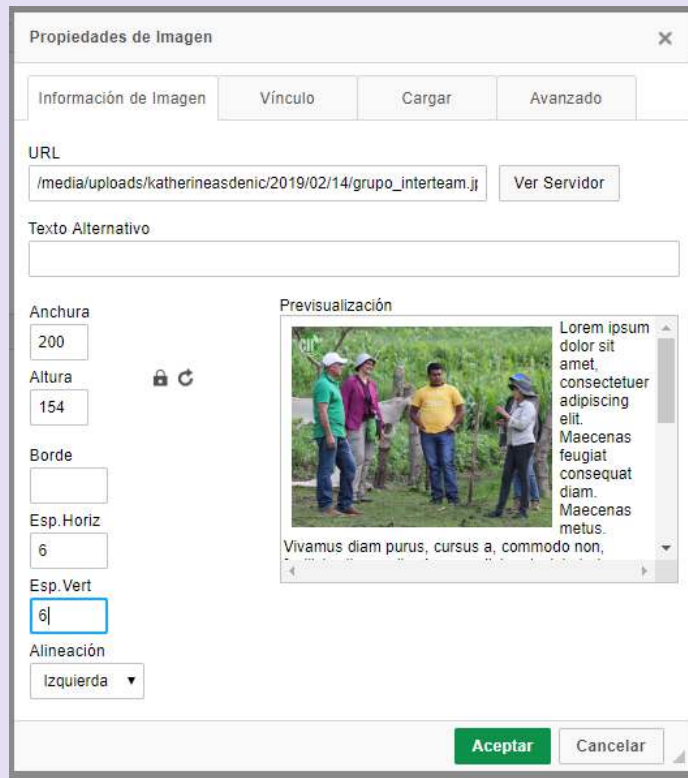 Propiedades de Imagen
Información de Imagen
Vínculo
Cargar
Avanzado
URL
/media/uploads/katherineasdenic/2019/02/14/grupo_interteam.j
Ver Servidor
Texto Alternativo
Anchura
200
Altura
154
Borde
Esp.Horiz
6
Esp.Vert
6
Alineación
Izquierda
Previsualización
Lorem ipsum
dolor sit
amet,
consectetuer
adipiscing
elit.
Maecenas
feugiat
consequat
diam.
Maecenas
metus.
Vivamus diam purus, cursus a, commodo non,
Aceptar
Cancelar